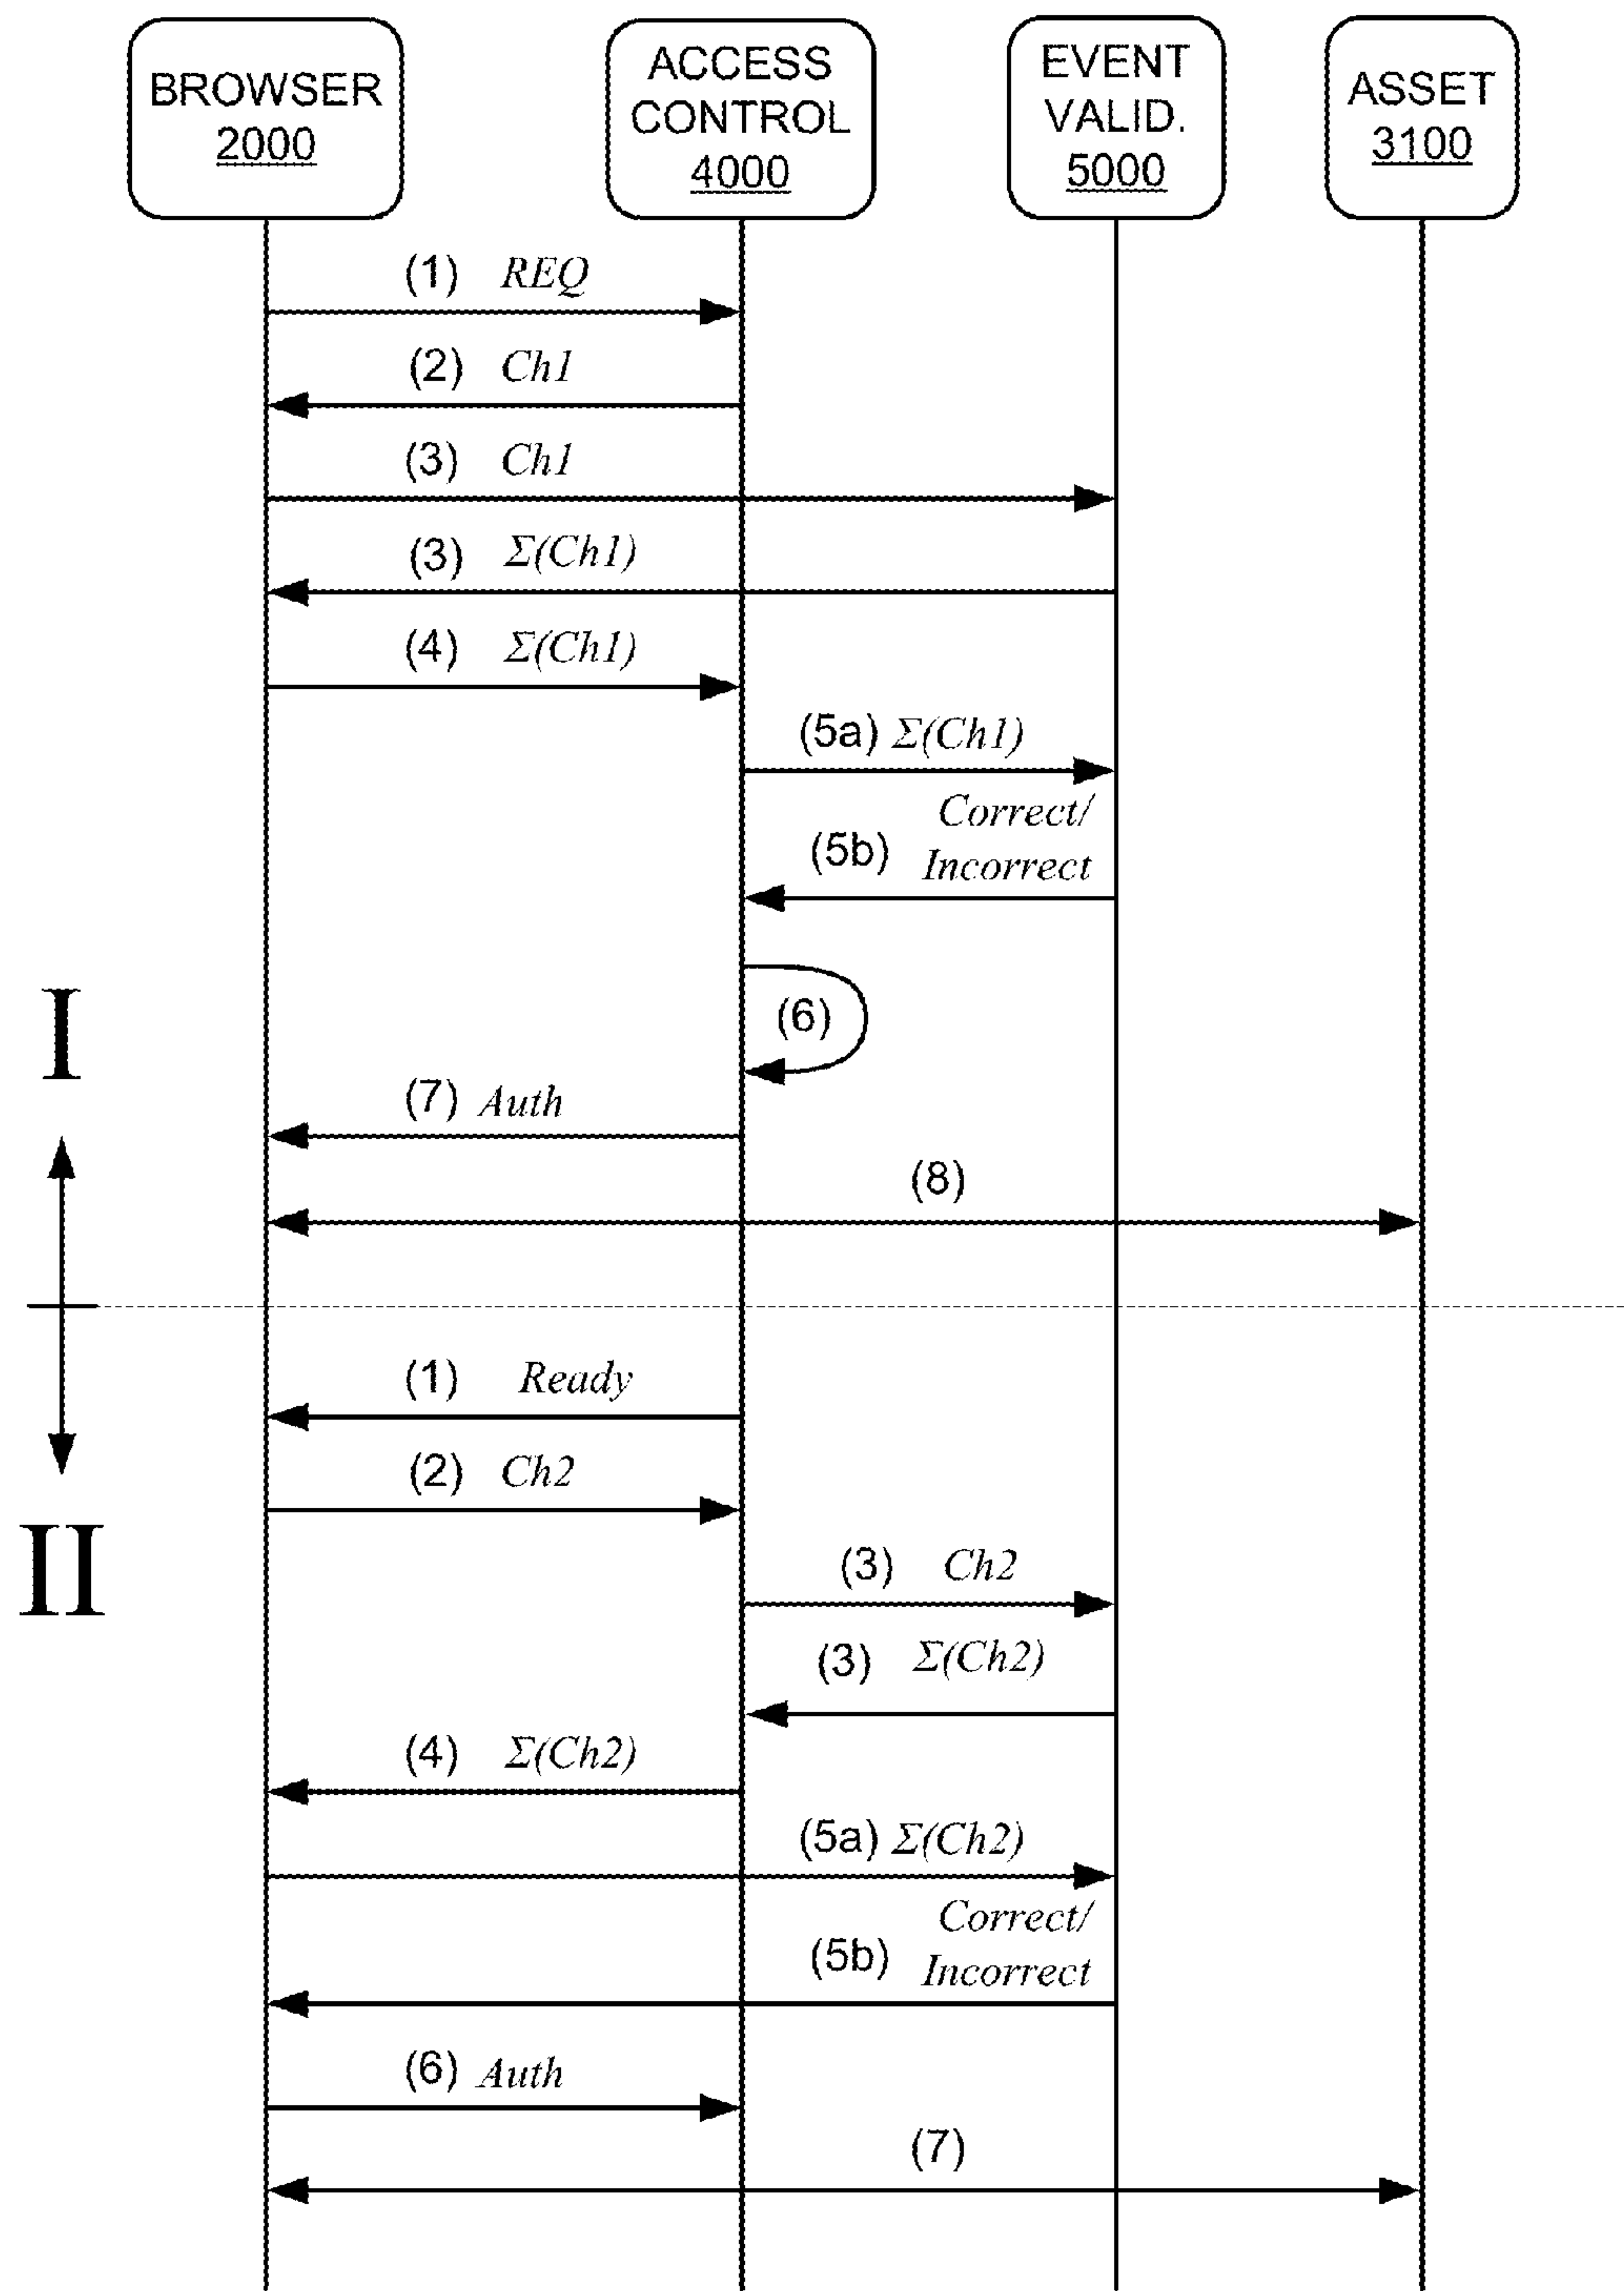 BROWSER
2000
ACCESS
CONTROL
4000
EVENT
VALID.
5000
ASSET
3100
(1) REQ
(2) Ch1
(3) Ch1
(3) Σ(Ch1)
(4) Σ(Ch1)
(5a) Σ(Ch1)
Correct/
(5b) Incorrect
(6)
I
(7) Auth
(8)
(1) Ready
(2) Ch2
II
(3) Ch2
(3) Σ(Ch2)
(4) Σ(Ch2)
(5a) Σ(Ch2)
Correct/
(5b) Incorrect
(6) Auth
(7)